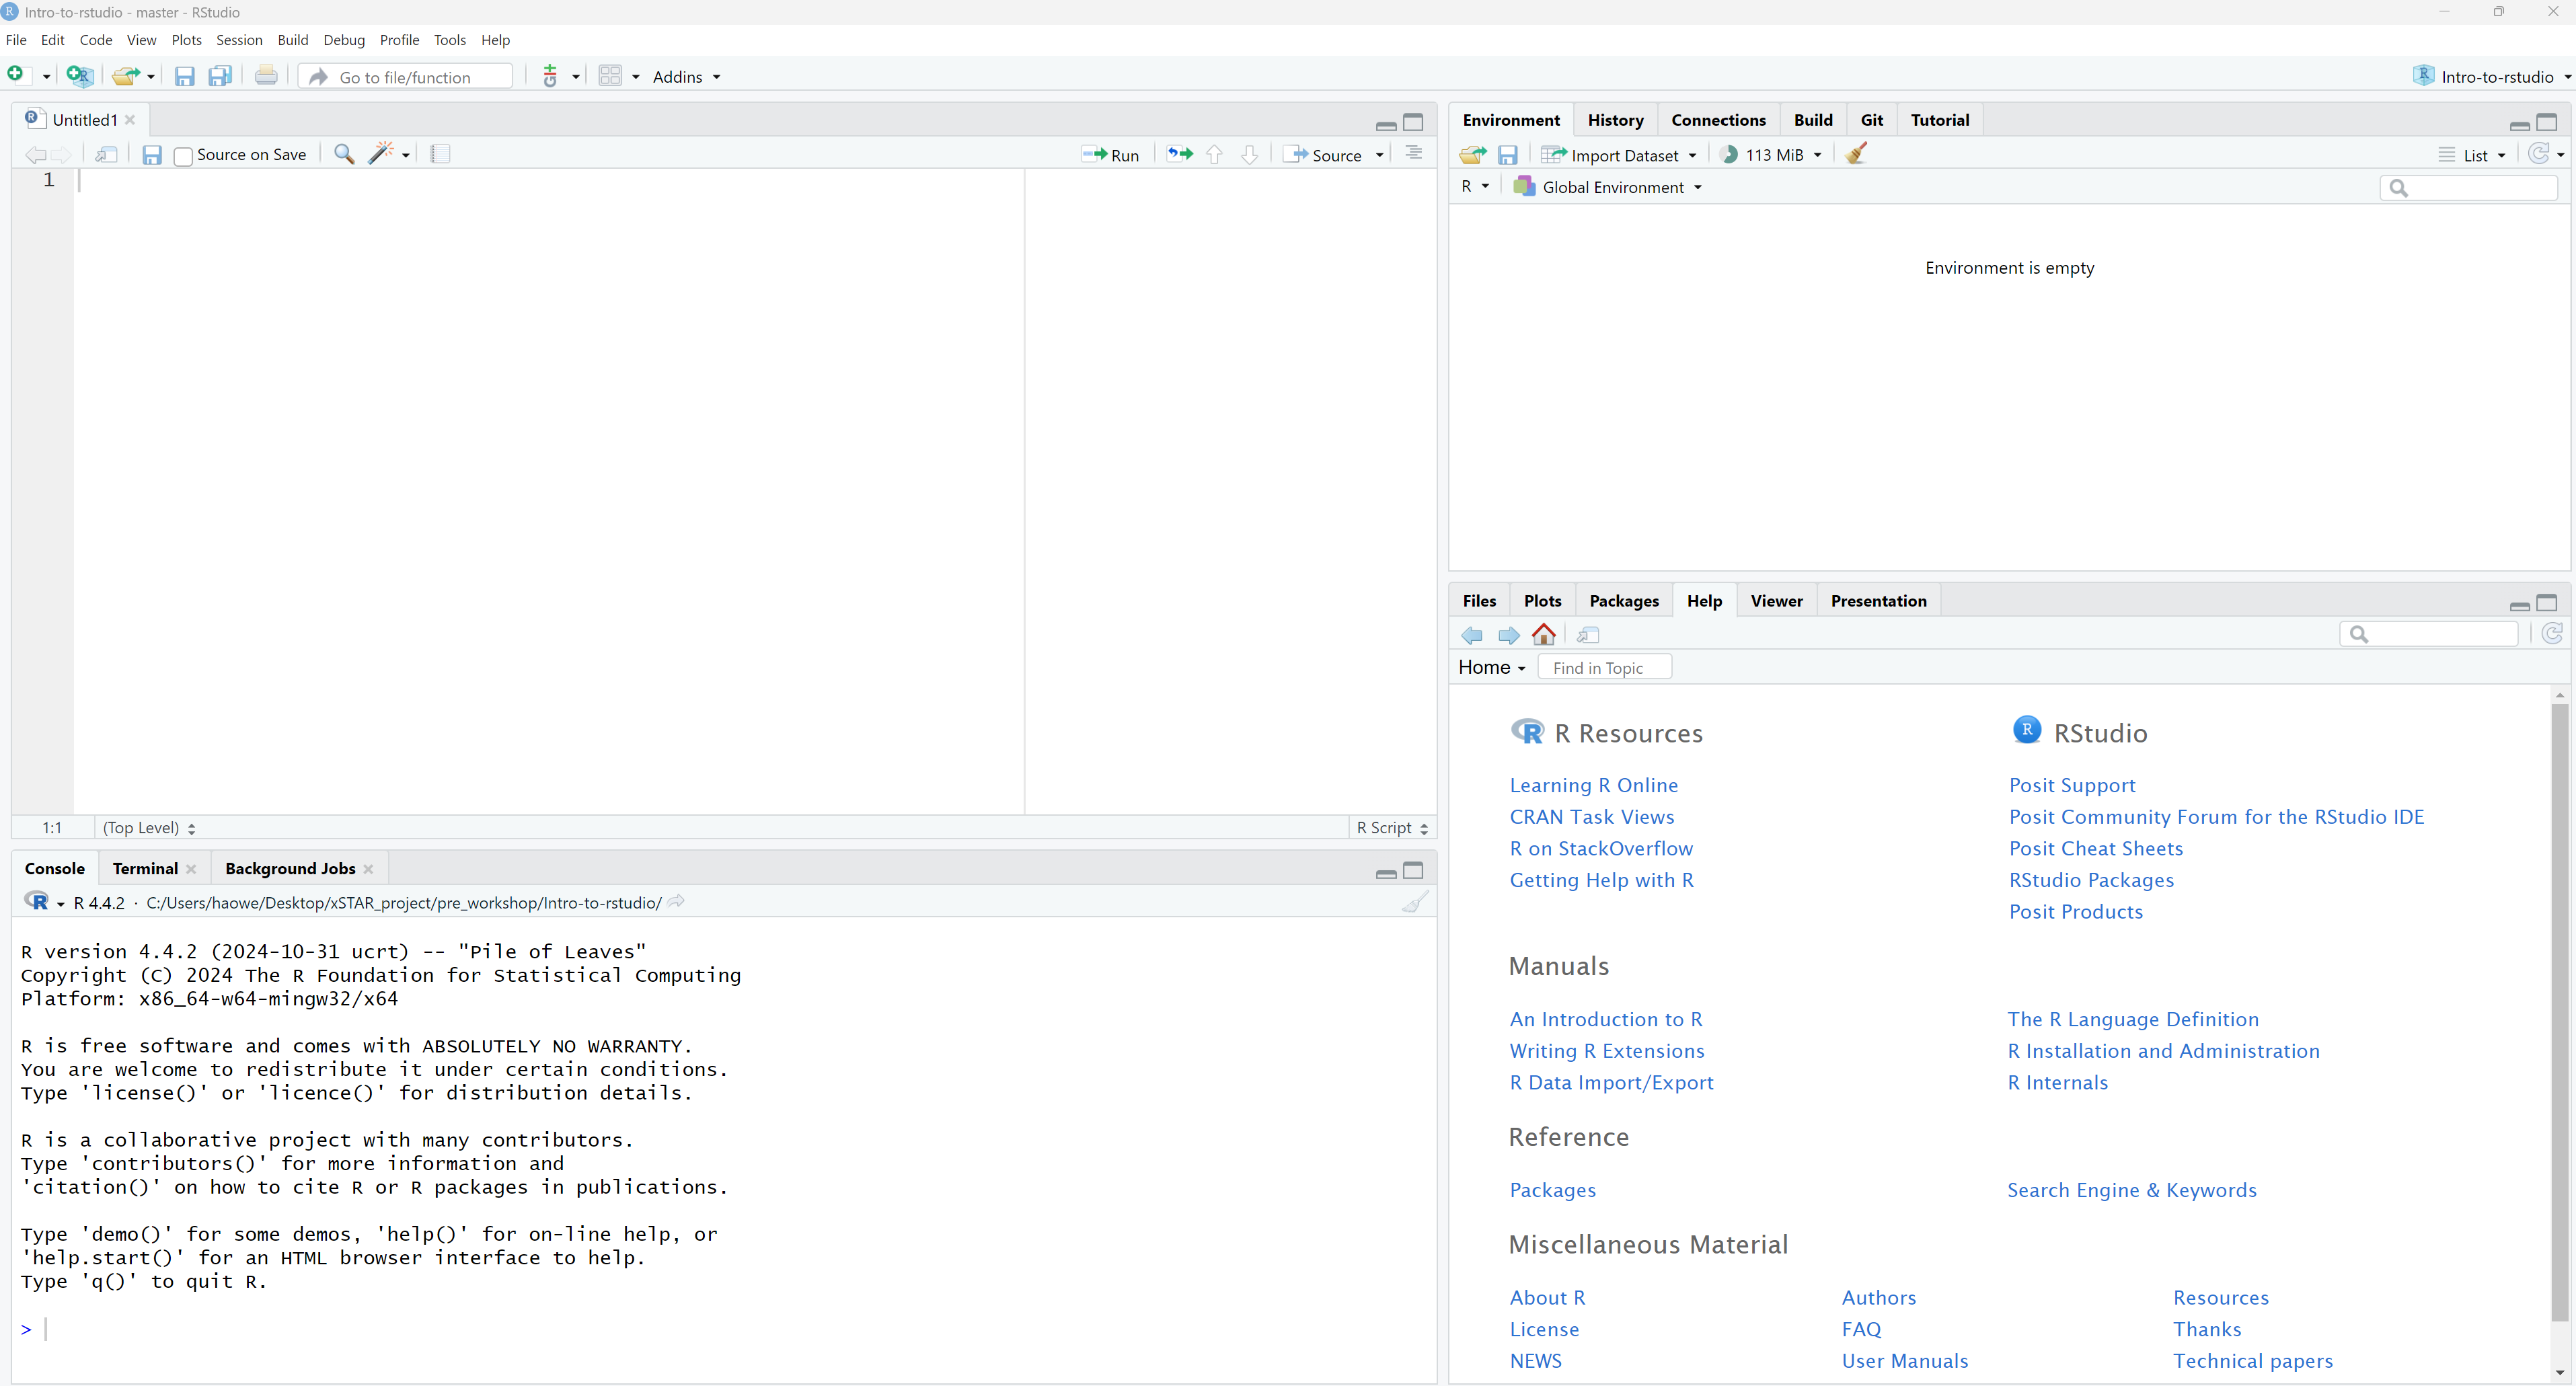 Intro-to-rstudio - master - RStudio
File Edit Code View Plots Session Build Debug Profile Tools Help
Go to file/function Addins Intro-to-rstudio
Untitled1
Source on Save Run Source
1
1:1 (Top Level) R Script
Console Terminal Background Jobs
R 4.4.2 · C:/Users/haowe/Desktop/xSTAR_project/pre_workshop/Intro-to-rstudio/
R version 4.4.2 (2024-10-31 ucrt) -- "Pile of Leaves"
Copyright (C) 2024 The R Foundation for Statistical Computing
Platform: x86_64-w64-mingw32/x64
R is free software and comes with ABSOLUTELY NO WARRANTY.
You are welcome to redistribute it under certain conditions.
Type 'license()' or 'licence()' for distribution details.
R is a collaborative project with many contributors.
Type 'contributors()' for more information and
'citation()' on how to cite R or R packages in publications.
Type 'demo()' for some demos, 'help()' for on-line help, or
'help.start()' for an HTML browser interface to help.
Type 'q()' to quit R.
>
Environment History Connections Build Git Tutorial
Import Dataset 113 MiB List
R Global Environment
Environment is empty
Files Plots Packages Help Viewer Presentation
Home Find in Topic
R Resources
Learning R Online
CRAN Task Views
R on StackOverflow
Getting Help with R
RStudio
Posit Support
Posit Community Forum for the RStudio IDE
Posit Cheat Sheets
RStudio Packages
Posit Products
Manuals
An Introduction to R The R Language Definition
Writing R Extensions R Installation and Administration
R Data Import/Export R Internals
Reference
Packages Search Engine & Keywords
Miscellaneous Material
About R Authors Resources
License FAQ Thanks
NEWS User Manuals Technical papers